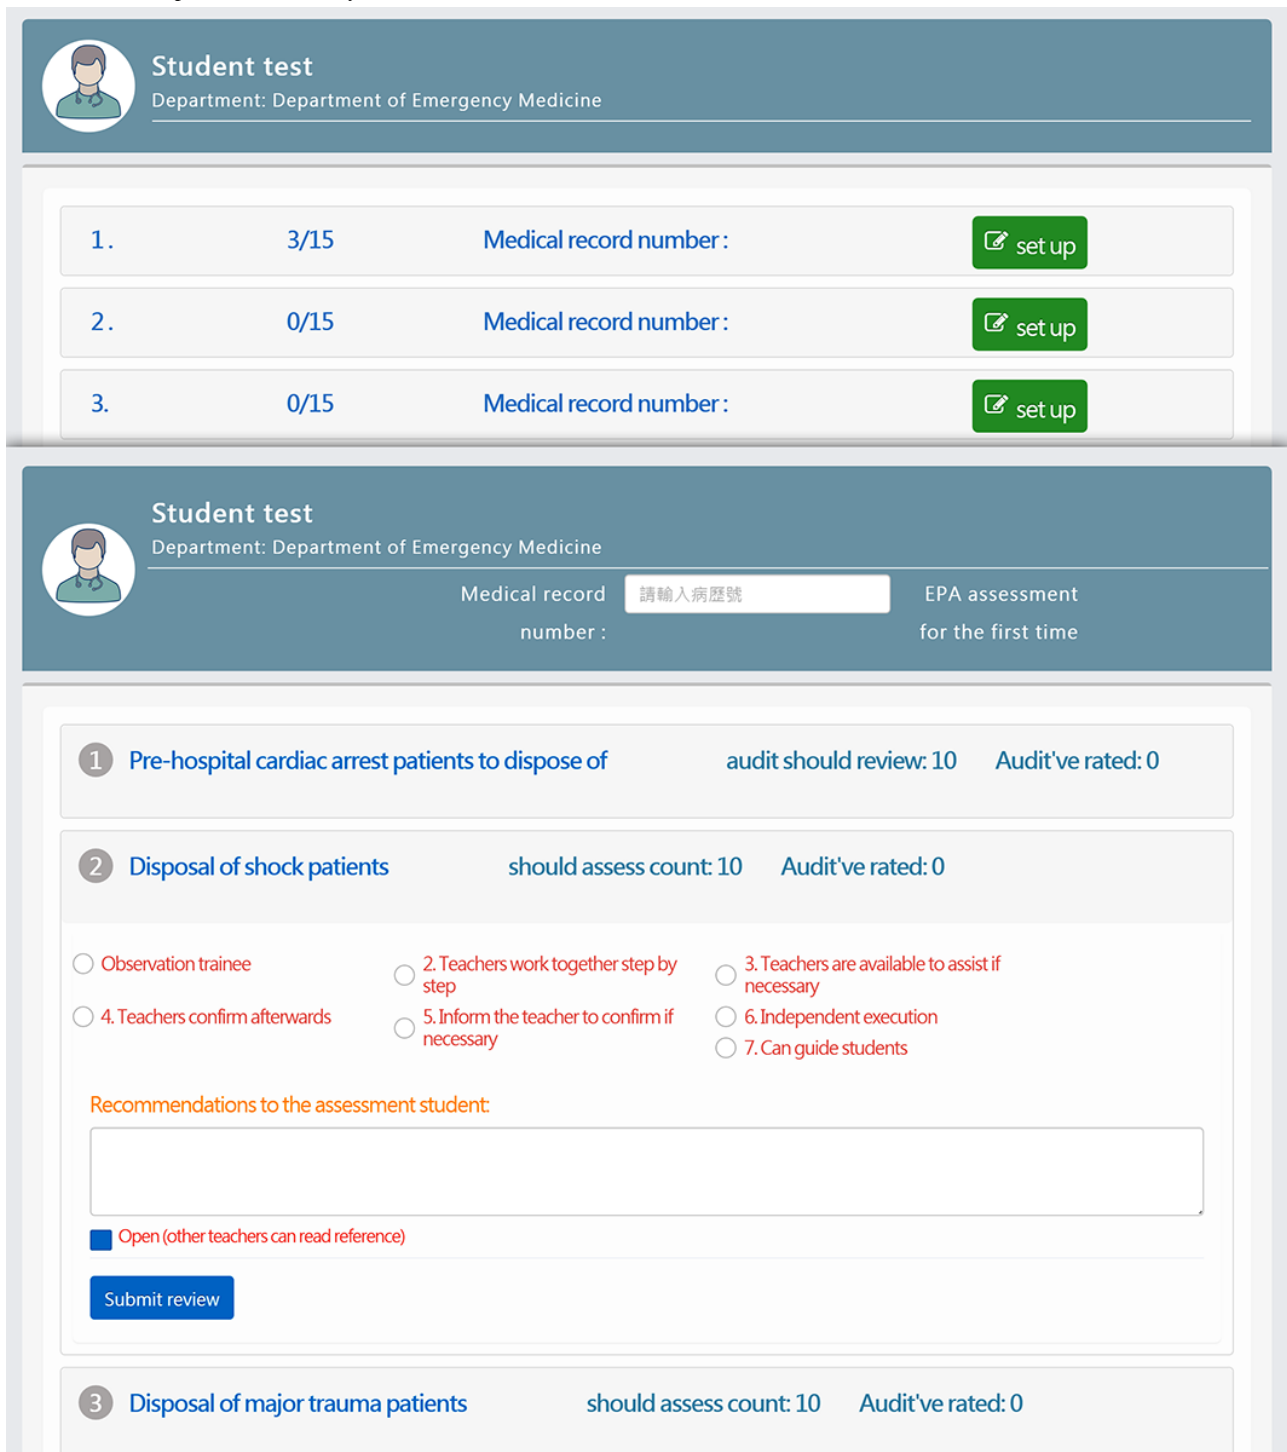 Student test
Department: Department of Emergency Medicine
1. 3/15 Medical record number: set up
2. 0/15 Medical record number: set up
3. 0/15 Medical record number: set up
Student test
Department: Department of Emergency Medicine
Medical record 請輸入病歷號 EPA assessment
number : for the first time
1 Pre-hospital cardiac arrest patients to dispose of audit should review: 10 Audit've rated: 0
2 Disposal of shock patients should assess count: 10 Audit've rated: 0
Observation trainee
2. Teachers work together step by
step
3. Teachers are available to assist if
necessary
4. Teachers confirm afterwards
5. Inform the teacher to confirm if
necessary
6. Independent execution
7. Can guide students
Recommendations to the assessment student:
Open (other teachers can read reference)
Submit review
3 Disposal of major trauma patients should assess count: 10 Audit've rated: 0